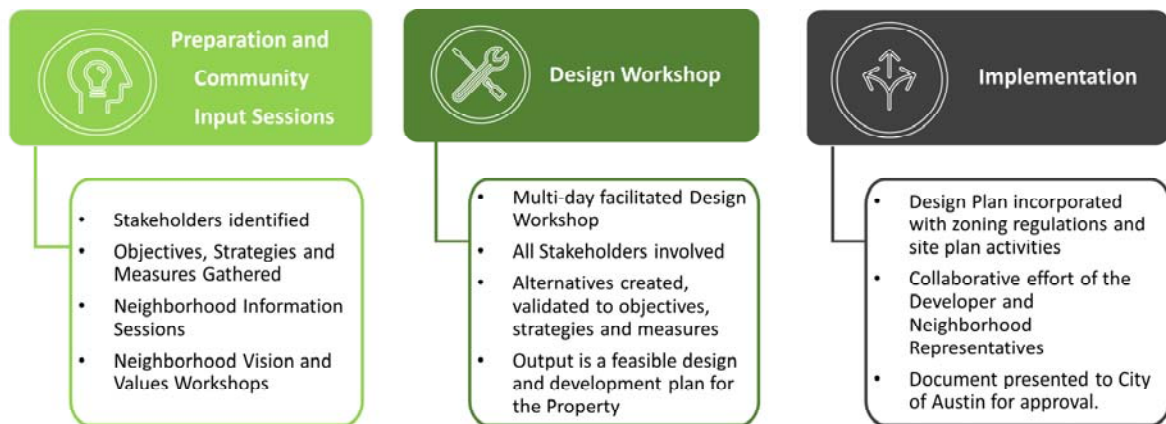 Preparation and
Community
Input Sessions
• Stakeholders identified
• Objectives, Strategies and
Measures Gathered
• Neighborhood Information
Sessions
• Neighborhood Vision and
Values Workshops
Design Workshop
• Multi-day facilitated Design
Workshop
• All Stakeholders involved
• Alternatives created,
validated to objectives,
strategies and measures
• Output is a feasible design
and development plan for
the Property
Implementation
• Design Plan incorporated
with zoning regulations and
site plan activities
• Collaborative effort of the
Developer and
Neighborhood
Representatives
• Document presented to City
of Austin for approval.